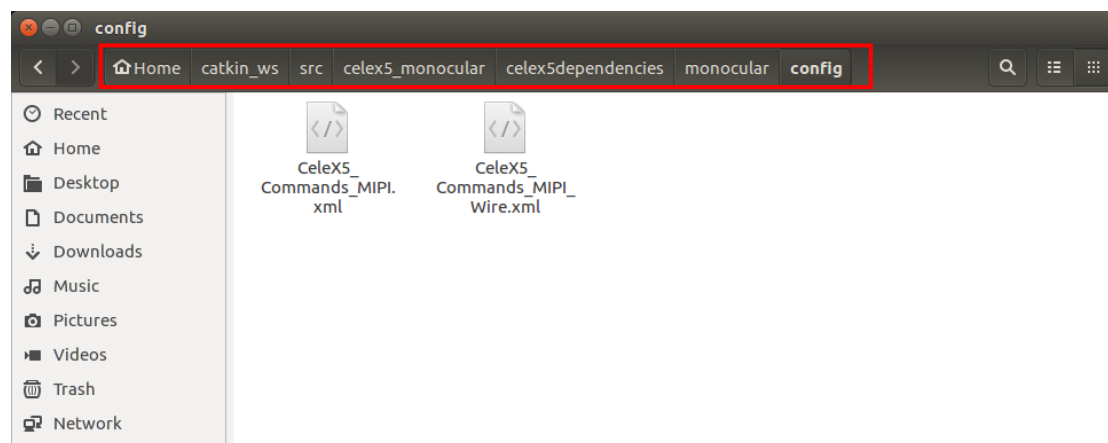 config
Home catkin_ws src celex5_monocular celex5dependencies monocular config
Recent
Home
Desktop
Documents
Downloads
Music
Pictures
Videos
Trash
Network
</>
CeleX5_
Commands_MIPI.
xml
</>
CeleX5_
Commands_MIPI_
Wire.xml